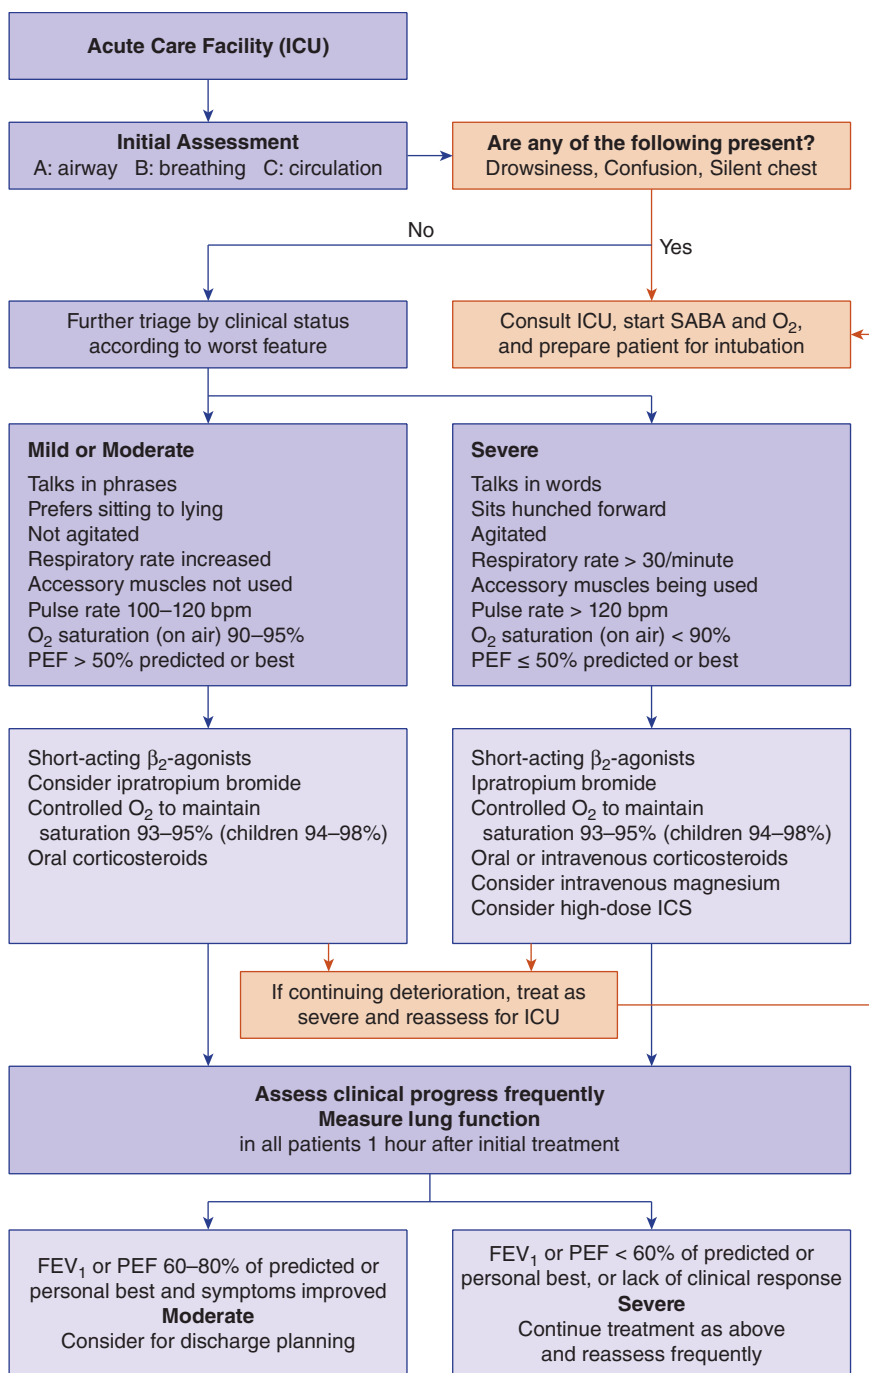 Acute Care Facility (ICU)
Initial Assessment
A: airway B: breathing C: circulation
Are any of the following present?
Drowsiness, Confusion, Silent chest
No
Yes
Further triage by clinical status
according to worst feature
Consult ICU, start SABA and O₂,
and prepare patient for intubation
Mild or Moderate
Talks in phrases
Prefers sitting to lying
Not agitated
Respiratory rate increased
Accessory muscles not used
Pulse rate 100–120 bpm
O₂ saturation (on air) 90–95%
PEF > 50% predicted or best
Severe
Talks in words
Sits hunched forward
Agitated
Respiratory rate > 30/minute
Accessory muscles being used
Pulse rate > 120 bpm
O₂ saturation (on air) < 90%
PEF ≤ 50% predicted or best
Short-acting β₂-agonists
Consider ipratropium bromide
Controlled O₂ to maintain
saturation 93–95% (children 94–98%)
Oral corticosteroids
Short-acting β₂-agonists
Ipratropium bromide
Controlled O₂ to maintain
saturation 93–95% (children 94–98%)
Oral or intravenous corticosteroids
Consider intravenous magnesium
Consider high-dose ICS
If continuing deterioration, treat as
severe and reassess for ICU
Assess clinical progress frequently
Measure lung function
in all patients 1 hour after initial treatment
FEV₁ or PEF 60–80% of predicted or
personal best and symptoms improved
Moderate
Consider for discharge planning
FEV₁ or PEF < 60% of predicted or
personal best, or lack of clinical response
Severe
Continue treatment as above
and reassess frequently